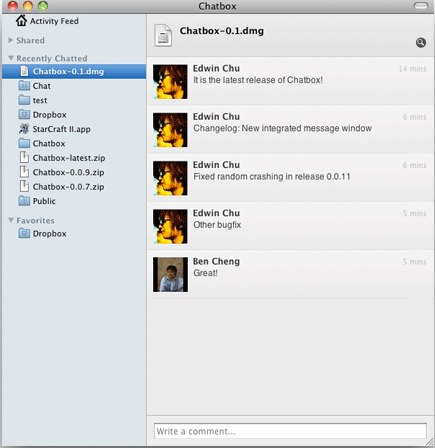 Chatbox
Activity Feed
Shared
Recently Chatted
Chatbox-0.1.dmg
Chat
test
Dropbox
StarCraft II.app
Chatbox
Chatbox-latest.zip
Chatbox-0.0.9.zip
Chatbox-0.0.7.zip
Public
Favorites
Dropbox
Chatbox-0.1.dmg
Edwin Chu 14 mins
It is the latest release of Chatbox!
Edwin Chu 6 mins
Changelog: New integrated message window
Edwin Chu 6 mins
Fixed random crashing in release 0.0.11
Edwin Chu 5 mins
Other bugfix
Ben Cheng 5 mins
Great!
Write a comment...